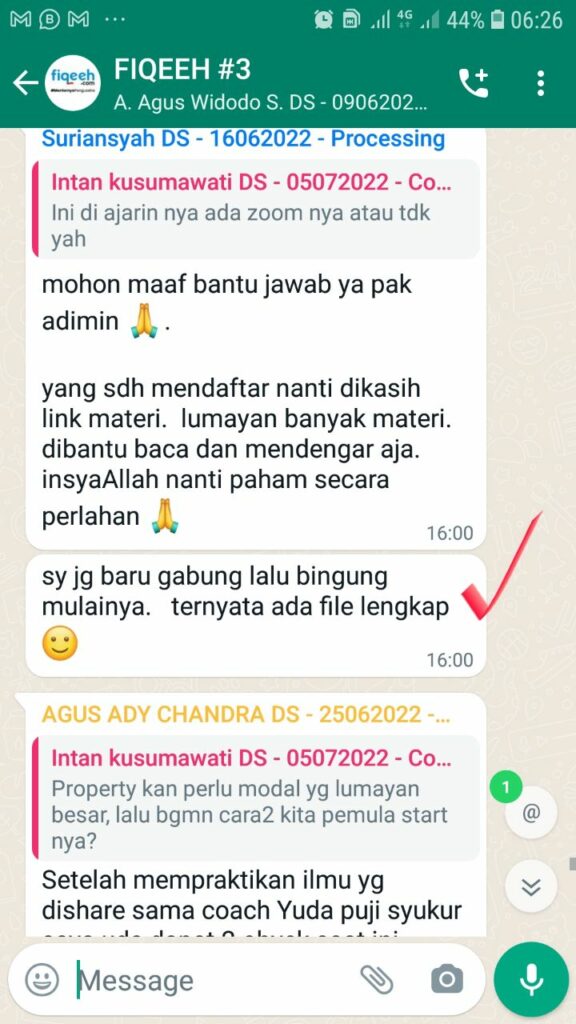 4G 44% 06:26
fiqeeh
.com
FIQEEH #3
A. Agus Widodo S. DS - 0906202...
Suriansyah DS - 16062022 - Processing
Intan kusumawati DS - 05072022 - Co...
Ini di ajarin nya ada zoom nya atau tdk
yah
mohon maaf bantu jawab ya pak
adimin 🙏 .
yang sdh mendaftar nanti dikasih
link materi.  lumayan banyak materi.
dibantu baca dan mendengar aja.
insyaAllah nanti paham secara
perlahan 🙏
16:00
sy jg baru gabung lalu bingung
mulainya.   ternyata ada file lengkap
🙂
16:00
AGUS ADY CHANDRA DS - 25062022 -...
Intan kusumawati DS - 05072022 - Co...
Property kan perlu modal yg lumayan
besar, lalu bgmn cara2 kita pemula start
nya?
1
@
Setelah mempraktikan ilmu yg
dishare sama coach Yuda puji syukur
Message